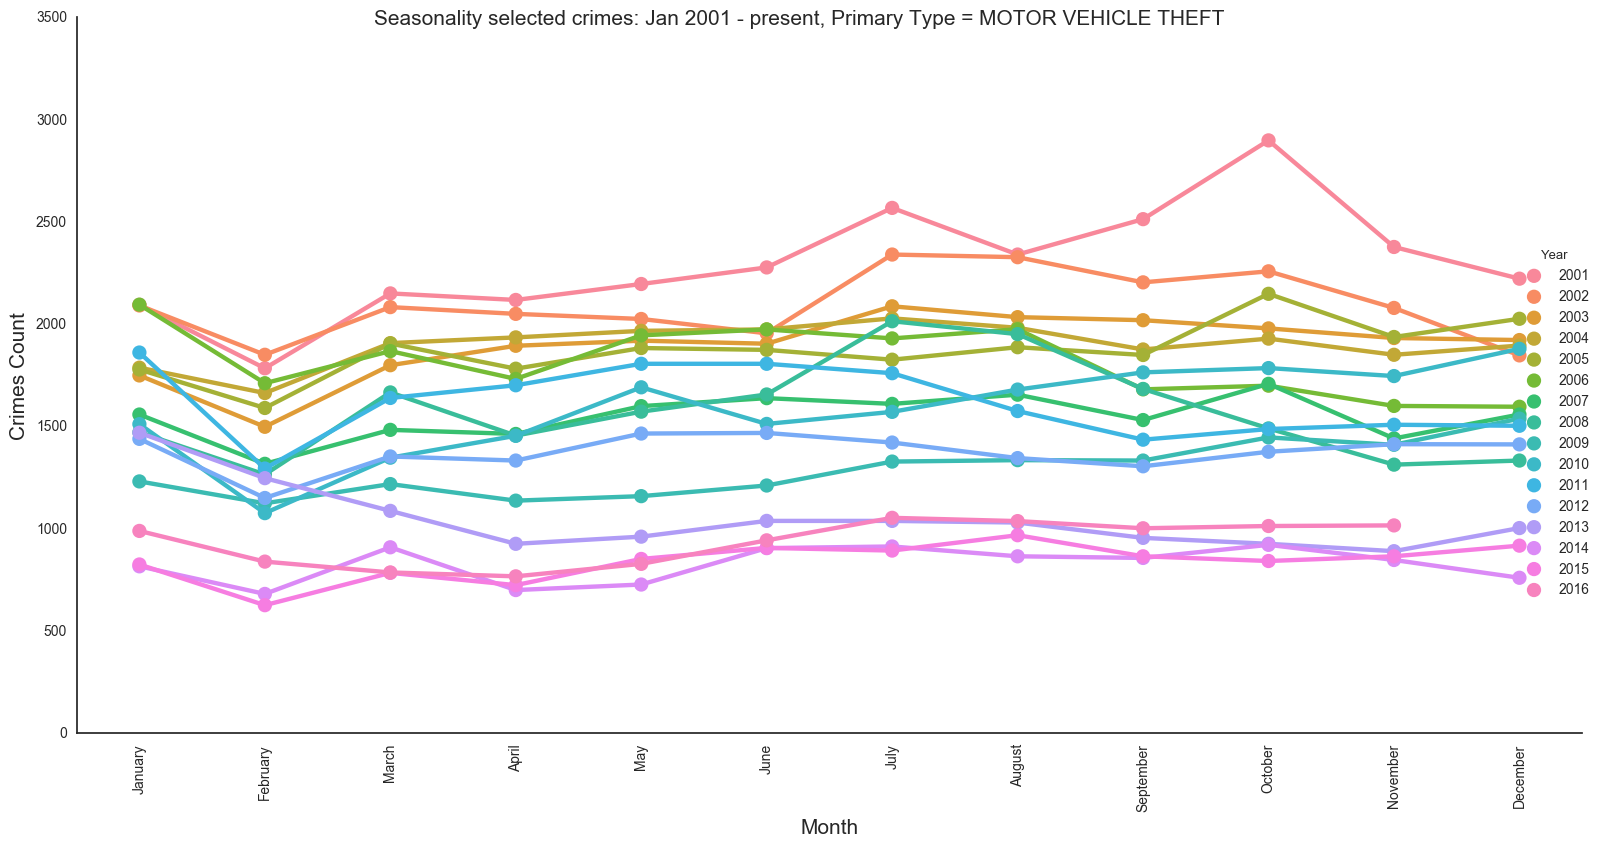 Seasonality selected crimes: Jan 2001 - present, Primary Type = MOTOR VEHICLE THEFT
Crimes Count
3500
3000
2500
2000
1500
1000
500
0
January
February
March
April
May
June
July
August
September
October
November
December
Month
Year
2001
2002
2003
2004
2005
2006
2007
2008
2009
2010
2011
2012
2013
2014
2015
2016